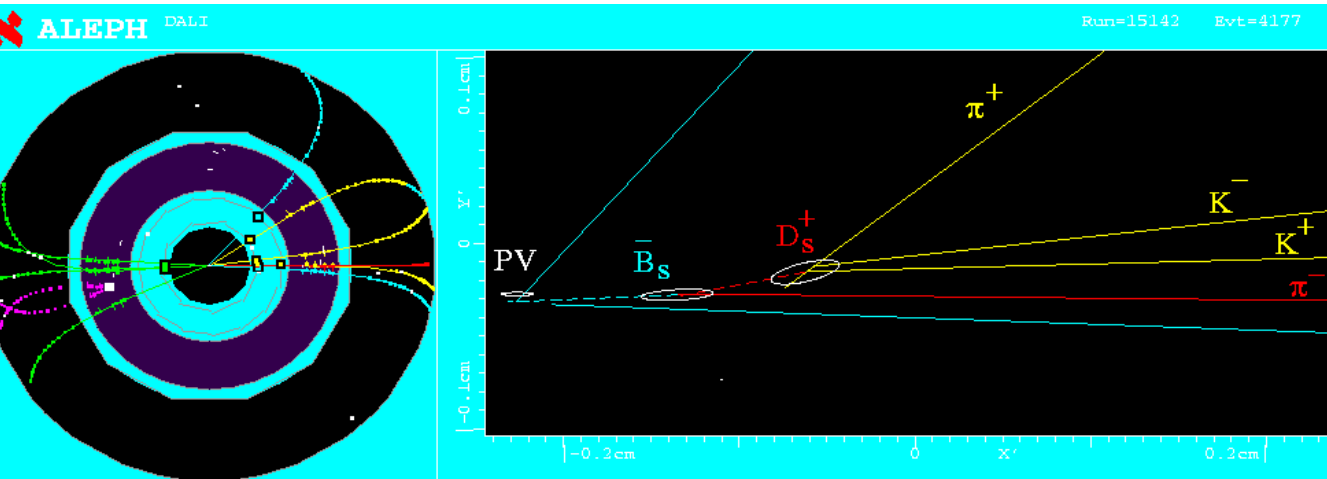 ALEPH DALI Run=15142 Evt=4177
0.1cm
Y'
0
-0.1cm
π+
K−
K+
Ds+
PV
B̄s
π−
-0.2cm 0 X' 0.2cm